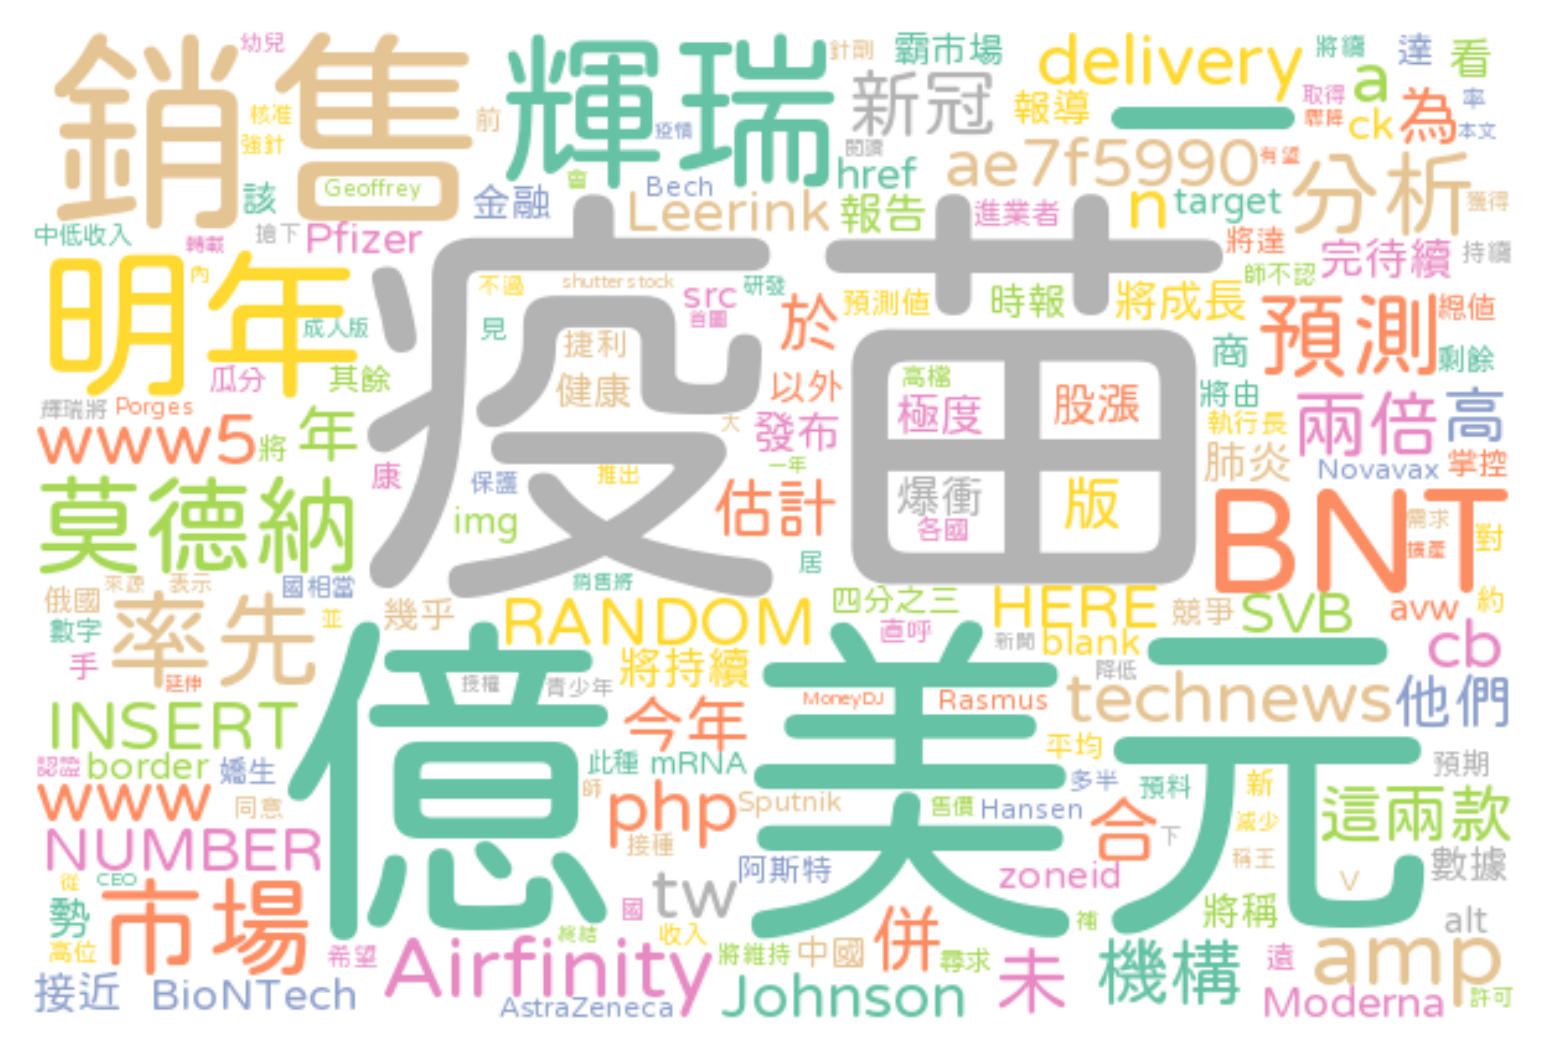 銷售
幼兒
輝瑞
針劑
霸市場
delivery
將續
達
看
核准
強針
前
疫情
新冠
報導
一
a
取得
率
ck
為
本文
閱讀
href
ae7f5990
有望
分析
該
Geoffrey
金融
會
Bech
Leerink
報告
進業者
n
target
獲得
中低收入
轉載
搶下
Pfizer
疫苗
將達
完待續
持續
明年
內
不過
shutterstock
src
研發
預測值
時報
將成長
師不認
預測
總值
成人版
見
首圖
於
捷利
商
剩餘
瓜分
其餘
健康
以外
高檔
極度
股漲
將由
兩倍
高
輝瑞將
Porges
www5
將
年
大
發布
執行長
肺炎
Novavax
掌控
康
保護
推出
一年
爆衝
版
莫德納
img
估計
各國
BNT
需求
擴產
對
居
來源
表示
國相當
銷售將
俄國
數字
率先
並
幾乎
RANDOM
四分之三
直呼
HERE
競爭
SVB
avw
約
手
延伸
新聞
blank
cb
億美元
授權
青少年
將持續
降低
technews
他們
INSERT
MoneyDJ
Rasmus
今年
平均
border
嬌生
此種
mRNA
多半
預料
新
預期
www
同意
師
php
Sputnik
售價
Hansen
合
下
減少
這兩款
NUMBER
接種
阿斯特
zoneid
稱王
數據
從
CEO
市場
tw
V
勢
國
補
將稱
alt
高位
希望
Airfinity
總結
收入
將維持
中國
併
尋求
未
機構
遠
amp
接近
BioNTech
AstraZeneca
Johnson
Moderna
許可